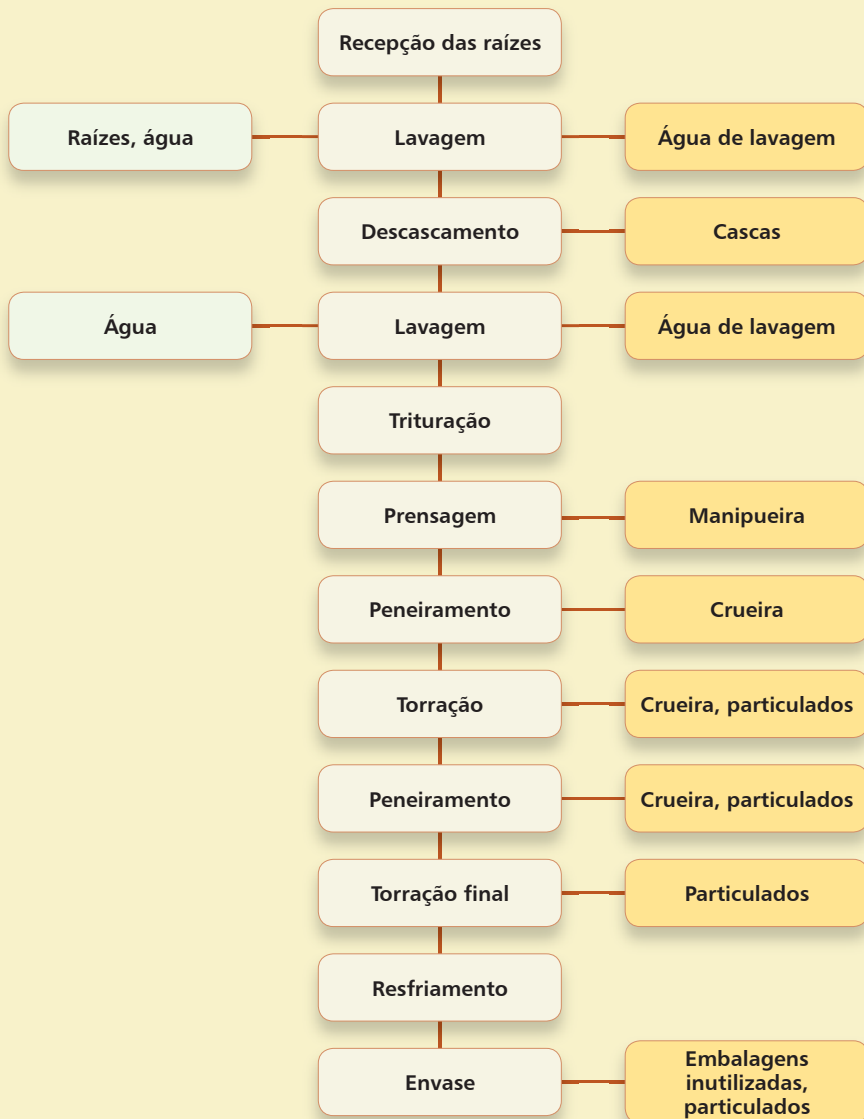 Recepção das raízes
Raízes, água
Lavagem
Água de lavagem
Descascamento
Cascas
Água
Lavagem
Água de lavagem
Trituração
Prensagem
Manipueira
Peneiramento
Crueira
Torração
Crueira, particulados
Peneiramento
Crueira, particulados
Torração final
Particulados
Resfriamento
Envase
Embalagens
inutilizadas,
particulados